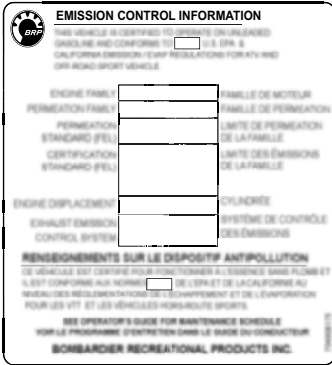 BRP
EMISSION CONTROL INFORMATION
THIS VEHICLE IS CERTIFIED TO OPERATE ON UNLEADED
GASOLINE AND CONFORMS TO U.S. EPA &
CALIFORNIA EMISSION / EVAP REGULATIONS FOR ATV AND
OFF-ROAD SPORT VEHICLE.
ENGINE FAMILY FAMILLE DE MOTEUR
PERMEATION FAMILY FAMILLE DE PERMEATION
PERMEATION LIMITE DE PERMEATION
STANDARD (FEL) DE LA FAMILLE
CERTIFICATION LIMITE DES ÉMISSIONS
STANDARD (FEL) DE LA FAMILLE
ENGINE DISPLACEMENT CYLINDRÉE
EXHAUST EMISSION SYSTÈME DE CONTRÔLE
CONTROL SYSTEM DES ÉMISSIONS
RENSEIGNEMENTS SUR LE DISPOSITIF ANTIPOLLUTION
CE VÉHICULE EST CERTIFIÉ POUR FONCTIONNER À L'ESSENCE SANS PLOMB ET
IL EST CONFORME AUX NORMES DE L'EPA ET DE LA CALIFORNIE AU
NIVEAU DES RÉGLEMENTATIONS DE L'ÉCHAPPEMENT ET DE L'ÉVAPORATION
POUR LES VTT ET LES VÉHICULES HORS-ROUTE SPORTS.
SEE OPERATOR'S GUIDE FOR MAINTENANCE SCHEDULE
VOIR LE PROGRAMME D'ENTRETIEN DANS LE GUIDE DU CONDUCTEUR
BOMBARDIER RECREATIONAL PRODUCTS INC.